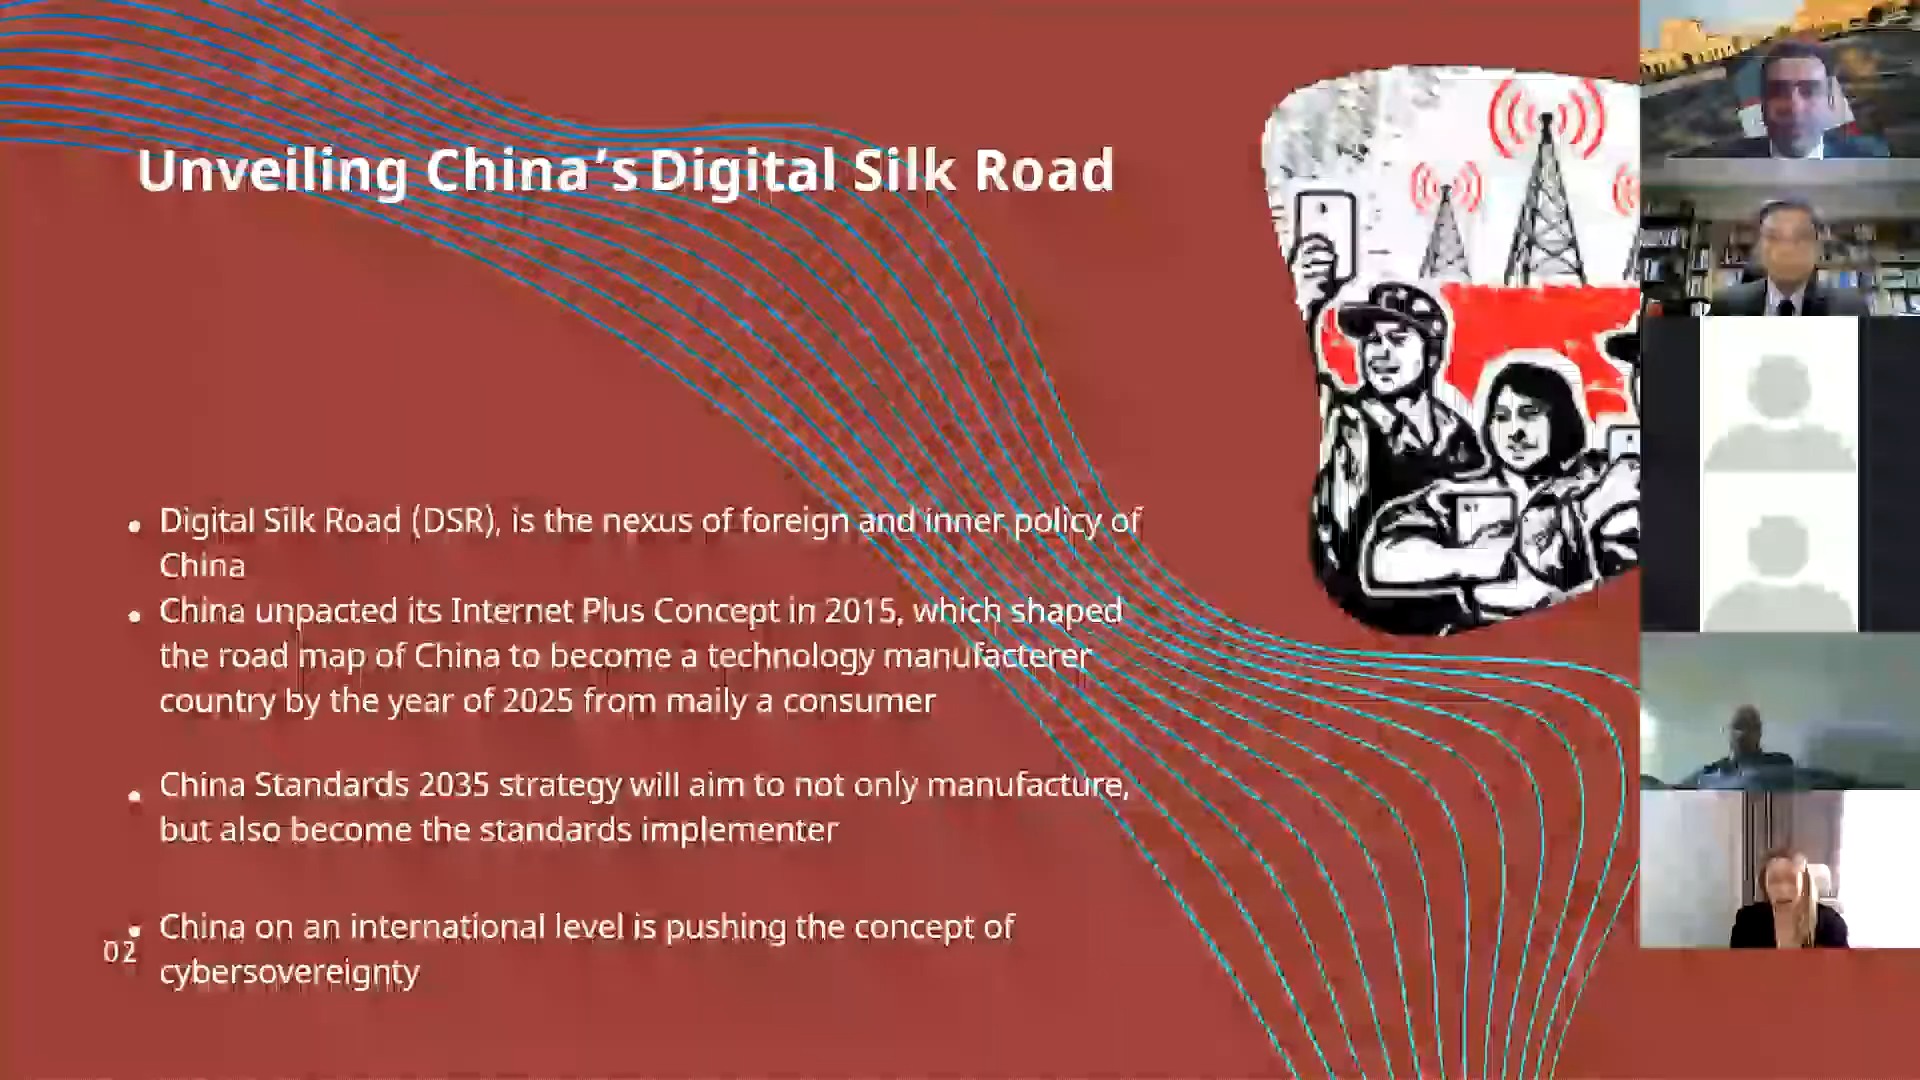 Unveiling China’s Digital Silk Road
• Digital Silk Road (DSR), is the nexus of foreign and inner policy of
China
• China unpacted its Internet Plus Concept in 2015, which shaped
the road map of China to become a technology manufacterer
country by the year of 2025 from maily a consumer
• China Standards 2035 strategy will aim to not only manufacture,
but also become the standards implementer
• China on an international level is pushing the concept of
cybersovereignty
02